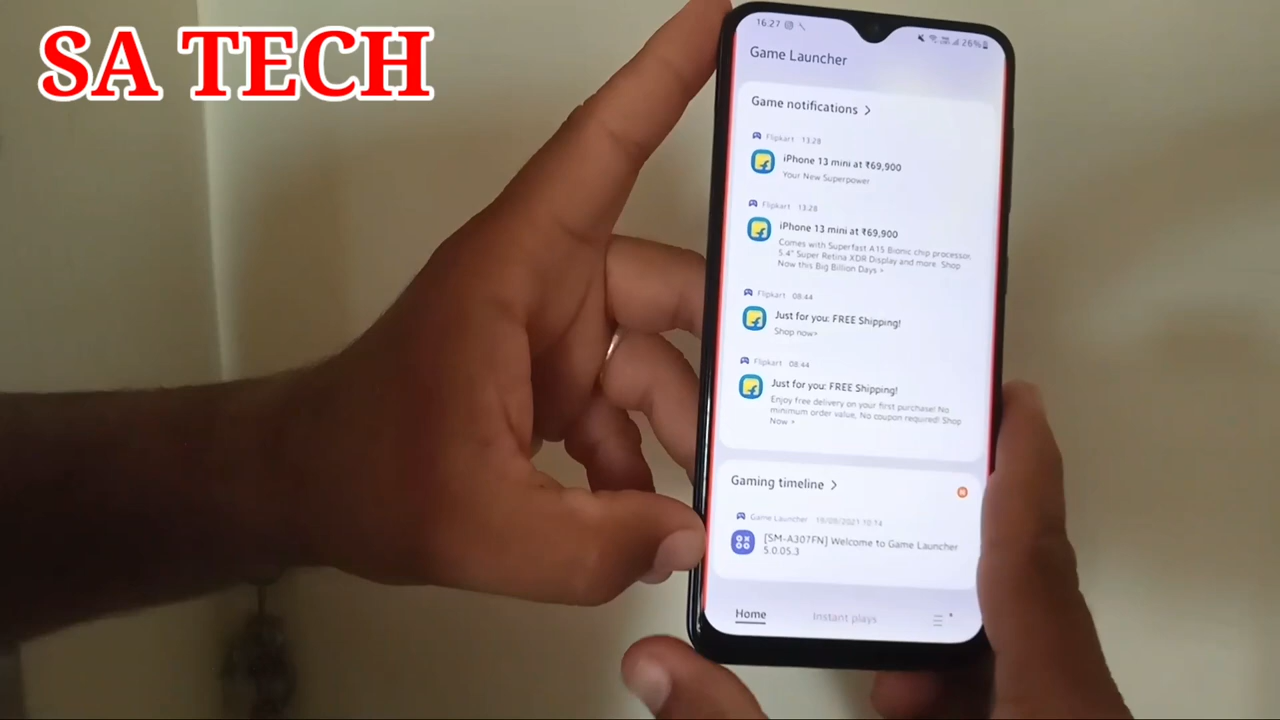 SA TECH
16:27
26%
Game Launcher
Game notifications >
Flipkart 13:28
iPhone 13 mini at ₹69,900
Your New Superpower
Flipkart 13:28
iPhone 13 mini at ₹69,900
Comes with Superfast A15 Bionic chip processor,
5.4" Super Retina XDR Display and more. Shop
Now this Big Billion Days >
Flipkart 08:44
Just for you: FREE Shipping!
Shop now>
Flipkart 08:44
Just for you: FREE Shipping!
Enjoy free delivery on your first purchase! No
minimum order value, No coupon required! Shop
Now >
Gaming timeline >
Game Launcher 10:14
[SM-A307FN] Welcome to Game Launcher
5.0.05.3
Home
Instant plays